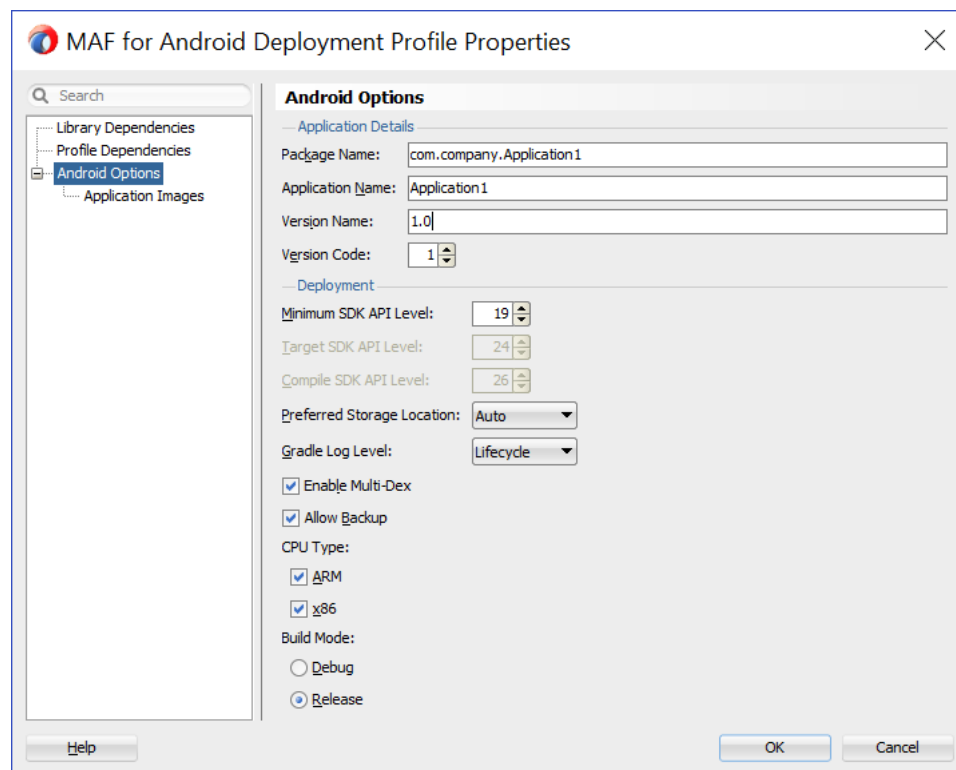 MAF for Android Deployment Profile Properties
Search
Library Dependencies
Profile Dependencies
Android Options
Application Images
Android Options
Application Details
Package Name: com.company.Application1
Application Name: Application1
Version Name: 1.0
Version Code: 1
Deployment
Minimum SDK API Level: 19
Target SDK API Level: 24
Compile SDK API Level: 26
Preferred Storage Location: Auto
Gradle Log Level: Lifecycle
Enable Multi-Dex
Allow Backup
CPU Type:
ARM
x86
Build Mode:
Debug
Release
Help OK Cancel